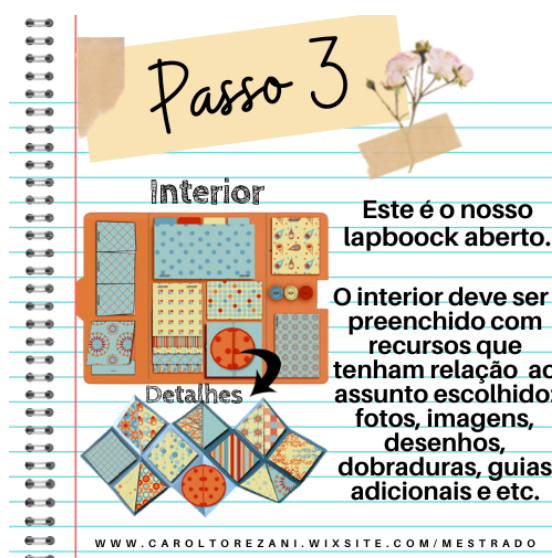 Passo 3
Interior
Este é o nosso
lapboock aberto.
O interior deve ser
preenchido com
recursos que
tenham relação ao
assunto escolhido:
fotos, imagens,
desenhos,
dobraduras, guias
adicionais e etc.
Detalhes
WWW.CAROLTOREZANI.WIXSITE.COM/MESTRADO